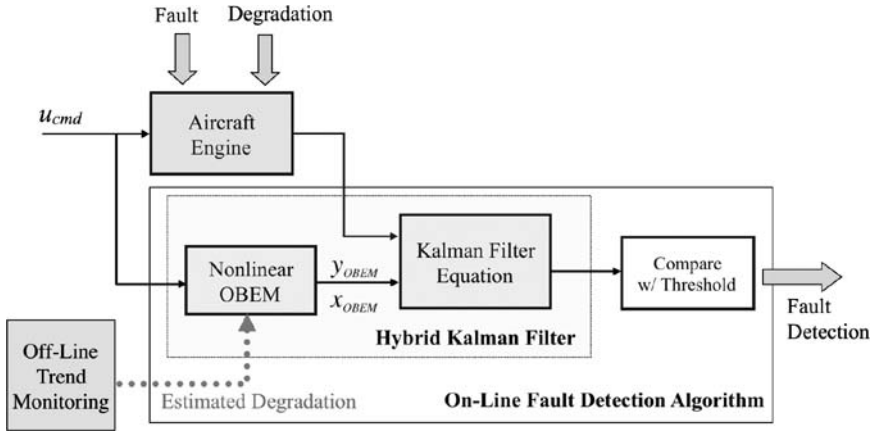 Fault
Degradation
u_cmd
Aircraft
Engine
Nonlinear
OBEM
y_OBEM
x_OBEM
Kalman Filter
Equation
Compare
w/ Threshold
Fault
Detection
Hybrid Kalman Filter
Off-Line
Trend
Monitoring
Estimated Degradation
On-Line Fault Detection Algorithm